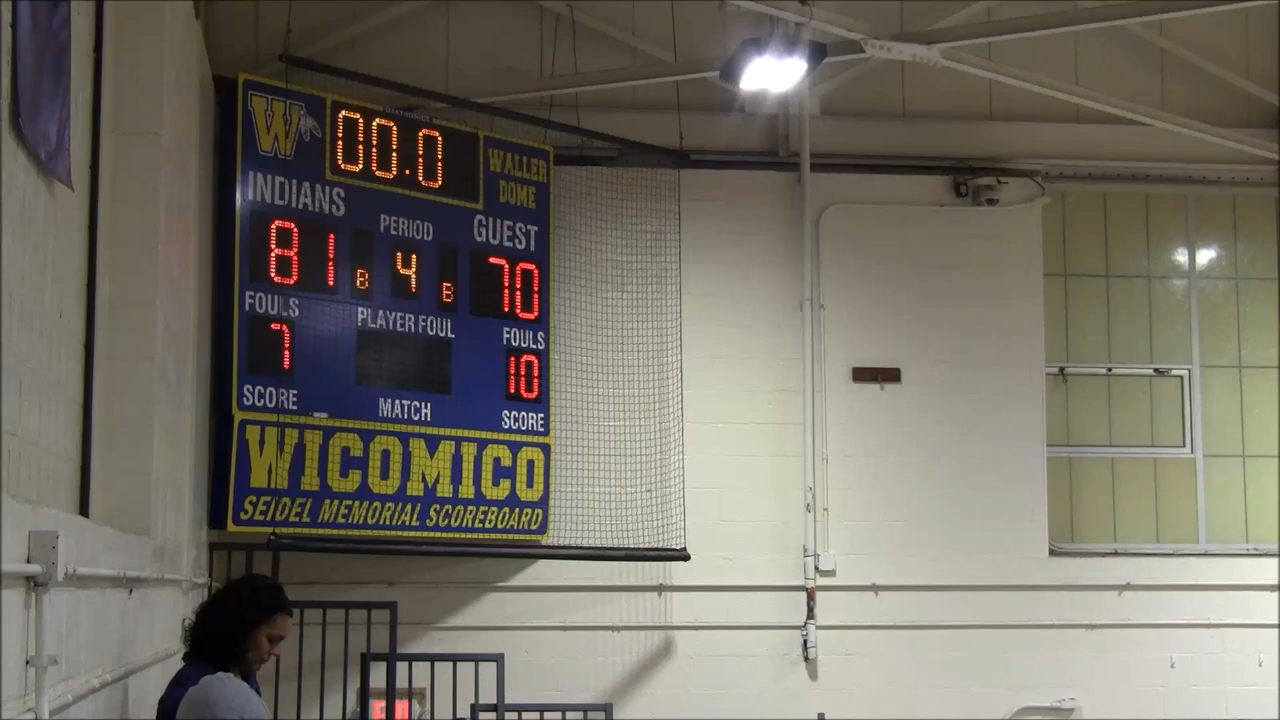 W
00.0
WALLER
DOME
INDIANS
PERIOD
GUEST
81
B
4
B
70
FOULS
PLAYER FOUL
FOULS
7
10
SCORE
MATCH
SCORE
WICOMICO
SEIDEL MEMORIAL SCOREBOARD